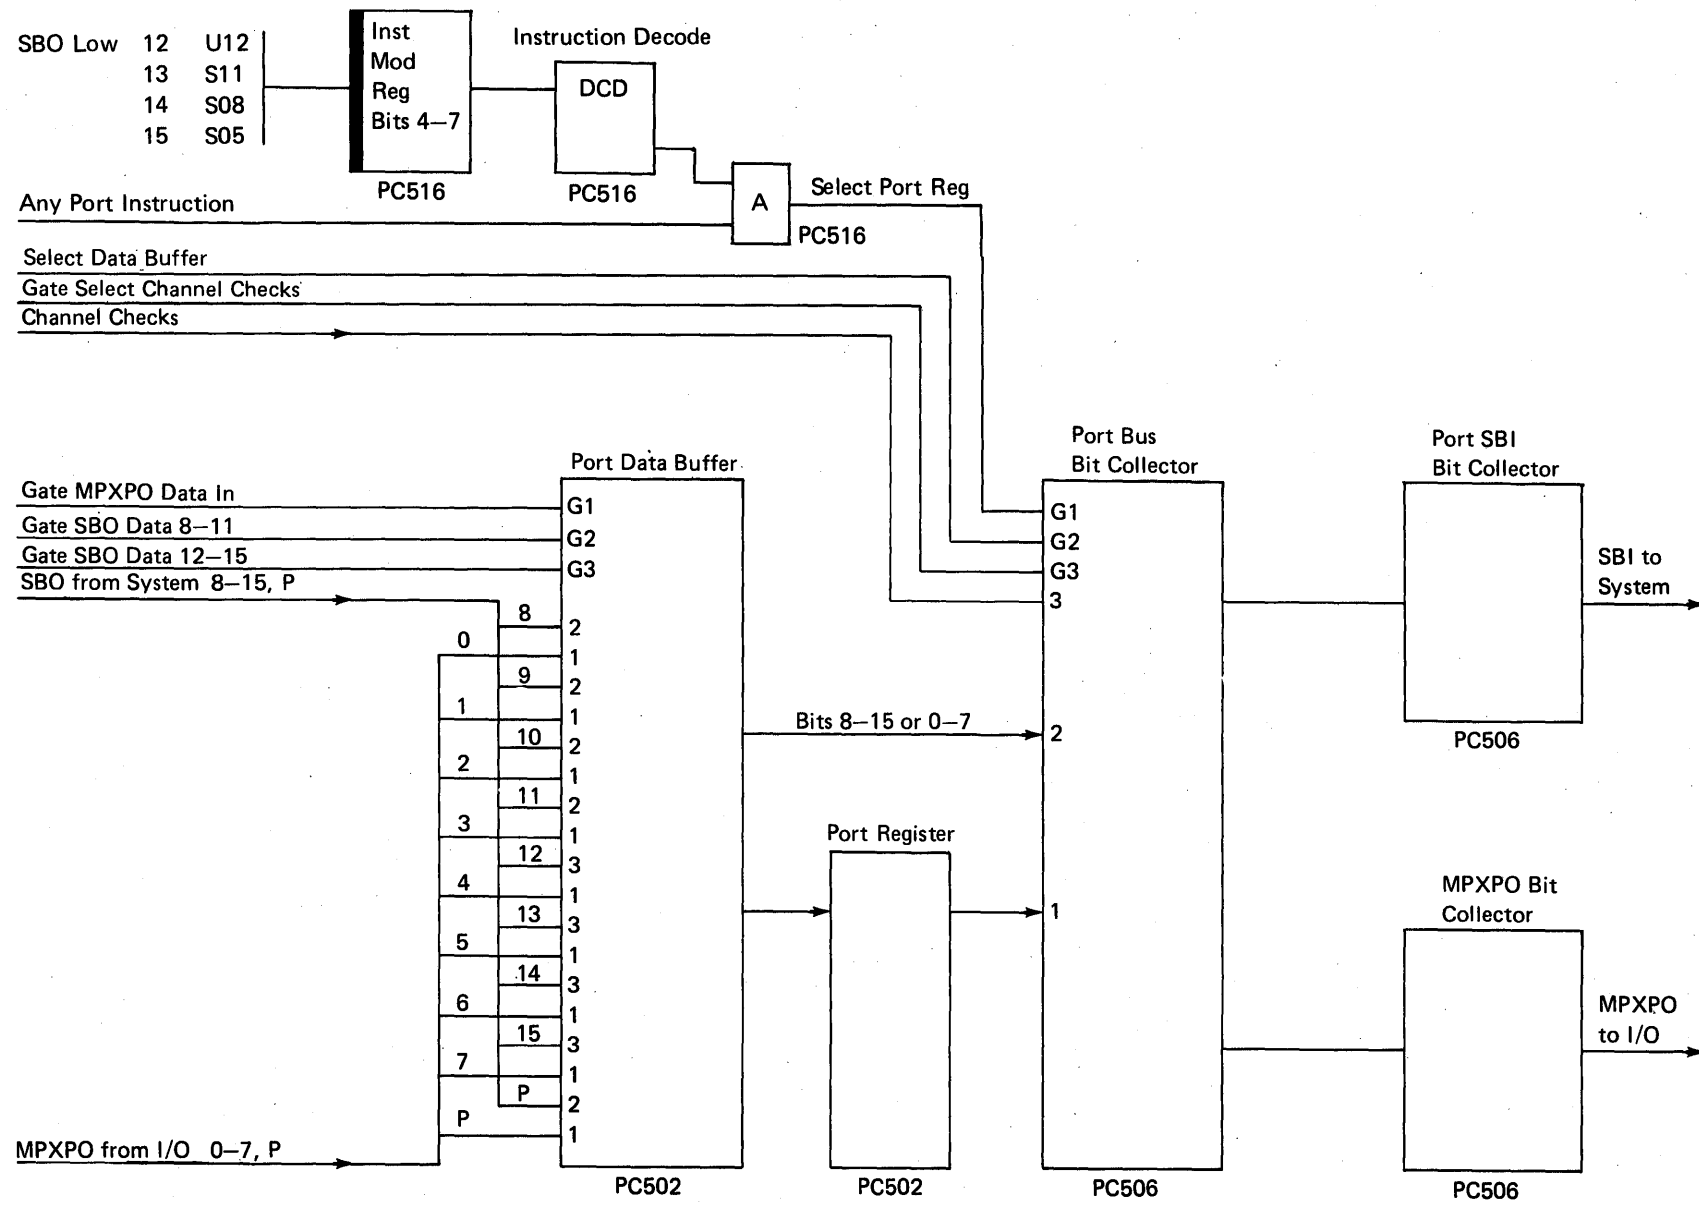 SBO Low 12 U12
13 S11
14 S08
15 S05
Inst
Mod
Reg
Bits 4–7
PC516
Instruction Decode
DCD
PC516
A
PC516
Select Port Reg
Any Port Instruction
Select Data Buffer
Gate Select Channel Checks
Channel Checks
Port Data Buffer
Gate MPXPO Data In
Gate SBO Data 8–11
Gate SBO Data 12–15
SBO from System 8–15, P
G1
G2
G3
8 2
0 1
9 2
1 1
10 2
2 1
11 2
3 1
12 3
4 1
13 3
5 1
14 3
6 1
15 3
7 1
P 2
P 1
MPXPO from I/O 0–7, P
PC502
Bits 8–15 or 0–7
Port Register
PC502
Port Bus
Bit Collector
G1
G2
G3
3
2
1
PC506
Port SBI
Bit Collector
PC506
SBI to
System
MPXPO Bit
Collector
PC506
MPXPO
to I/O